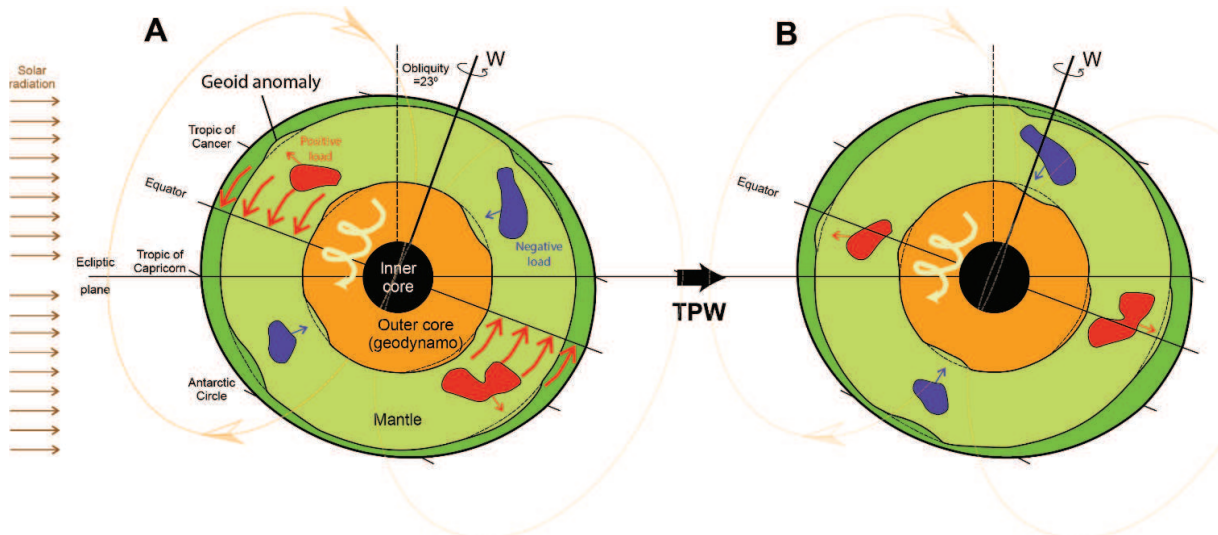 A
B
W
W
Solar
radiation
Obliquity
=23º
Geoid anomaly
Tropic of
Cancer
Positive
load
Equator
Equator
Negative
load
Tropic of
Capricorn
Ecliptic
plane
Inner
core
TPW
Outer core
(geodynamo)
Antarctic
Circle
Mantle